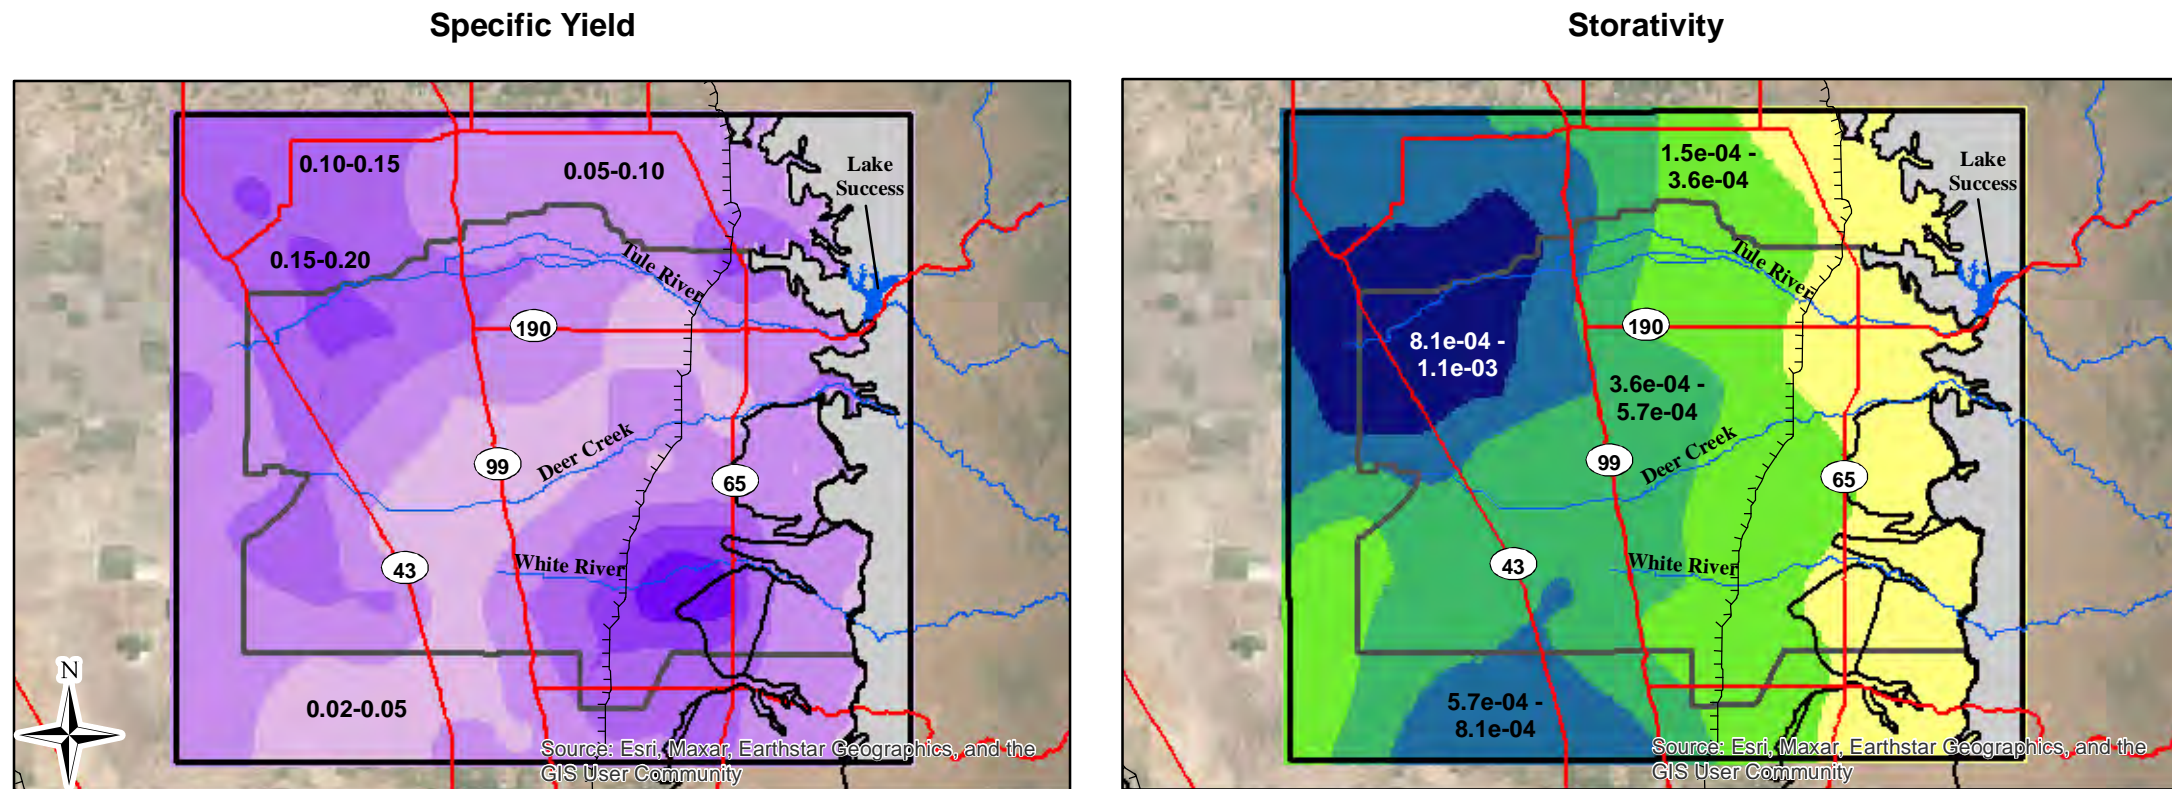 Specific Yield
0.10-0.15
0.05-0.10
Lake
Success
0.15-0.20
Tule River
190
99
Deer Creek
65
43
White River
N
0.02-0.05
Source: Esri, Maxar, Earthstar Geographics, and the
GIS User Community
Storativity
1.5e-04 -
3.6e-04
Lake
Success
Tule River
190
8.1e-04 -
1.1e-03
3.6e-04 -
5.7e-04
99
Deer Creek
65
43
White River
5.7e-04 -
8.1e-04
Source: Esri, Maxar, Earthstar Geographics, and the
GIS User Community